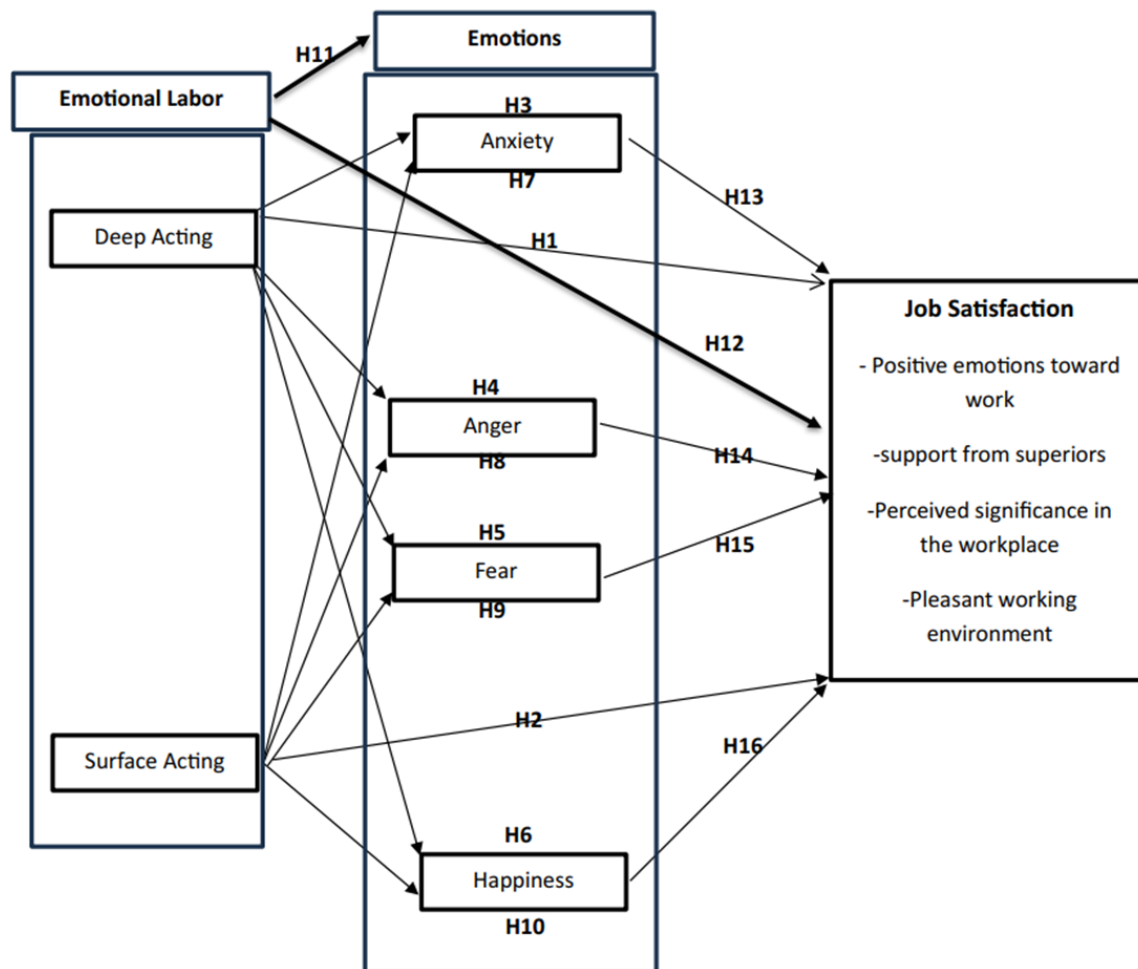 Emotions
H11
Emotional Labor
H3
Anxiety
H7
H13
Deep Acting
H1
H12
H4
Anger
H8
H14
H5
Fear
H9
H15
Job Satisfaction
- Positive emotions toward
work
-support from superiors
-Perceived significance in
the workplace
-Pleasant working
environment
H2
H16
Surface Acting
H6
Happiness
H10